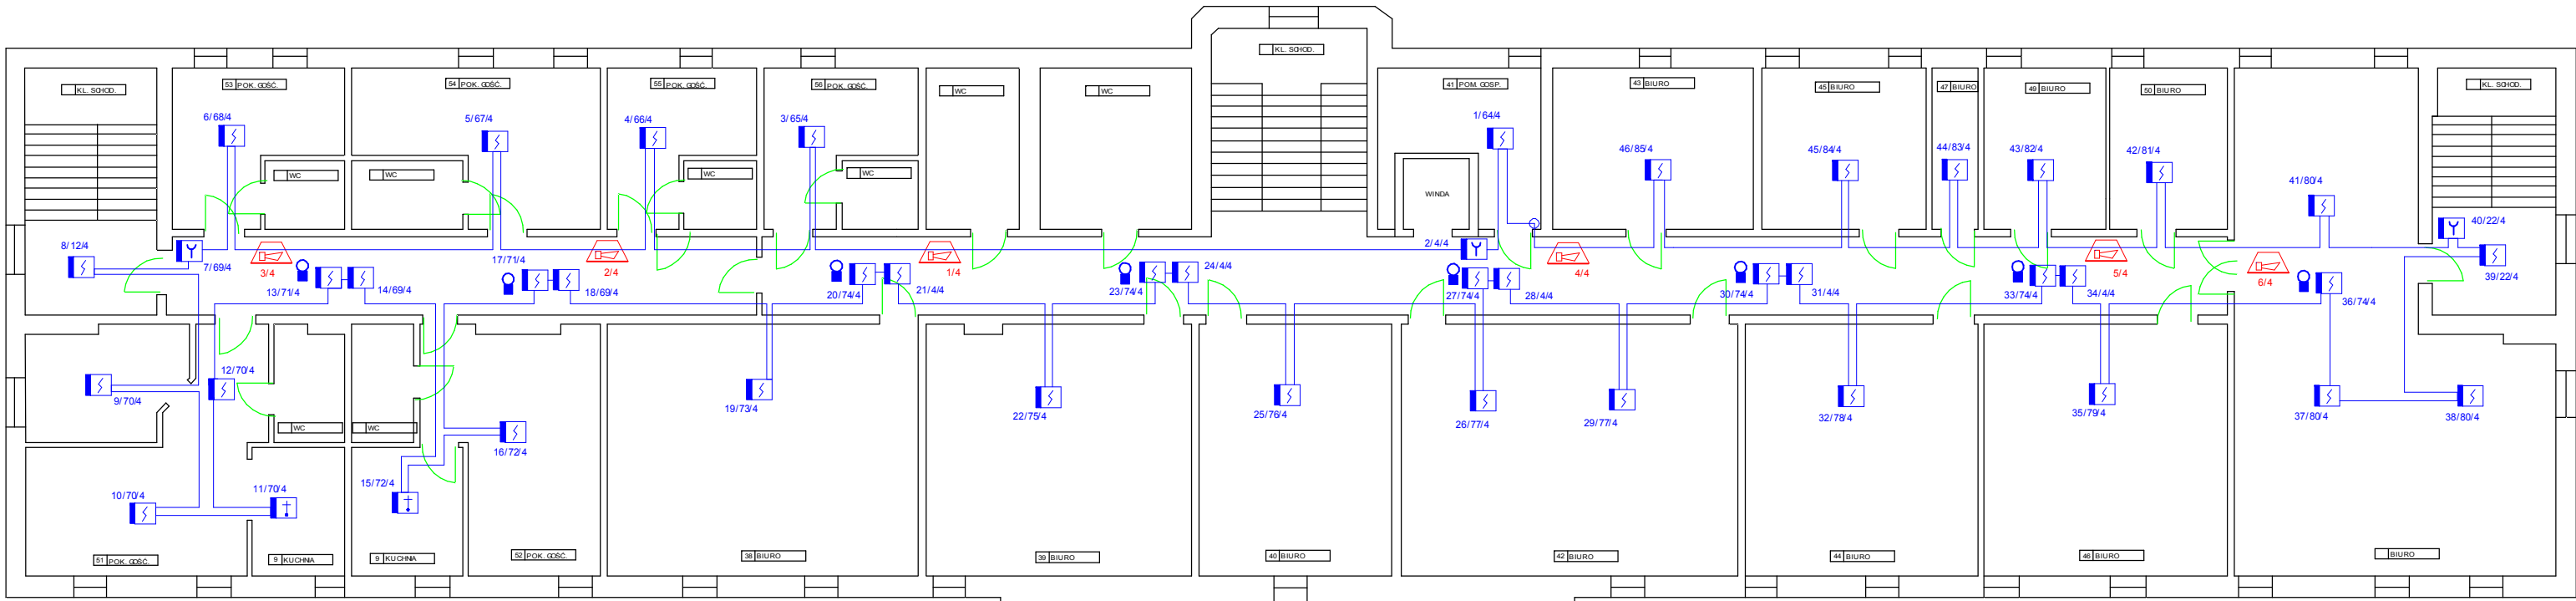 KL. SCHOD.
KL. SCHOD.
53 POK. GOŚĆ.
54 POK. GOŚĆ.
55 POK. GOŚĆ.
56 POK. GOŚĆ.
WC
WC
41 POM. GOSP.
43 BIURO
45 BIURO
47 BIURO
49 BIURO
50 BIURO
KL. SCHOD.
6/68/4
5/67/4
4/66/4
3/65/4
1/64/4
46/85/4
45/84/4
44/83/4
43/82/4
42/81/4
41/80/4
WC
WC
WC
WC
WINDA
40/22/4
8/12/4
7/69/4
3/4
17/71/4
2/4
1/4
2/4/4
4/4
5/4
6/4
39/22/4
13/71/4
14/69/4
18/69/4
20/74/4
21/4/4
23/74/4
24/4/4
27/74/4
28/4/4
30/74/4
31/4/4
33/74/4
34/4/4
36/74/4
9/70/4
12/70/4
19/73/4
22/75/4
25/76/4
26/77/4
29/77/4
32/78/4
35/79/4
37/80/4
38/80/4
WC
WC
16/72/4
10/70/4
11/70/4
15/72/4
51 POK. GOŚĆ.
9 KUCHNIA
9 KUCHNIA
52 POK. GOŚĆ.
38 BIURO
39 BIURO
40 BIURO
42 BIURO
44 BIURO
46 BIURO
BIURO